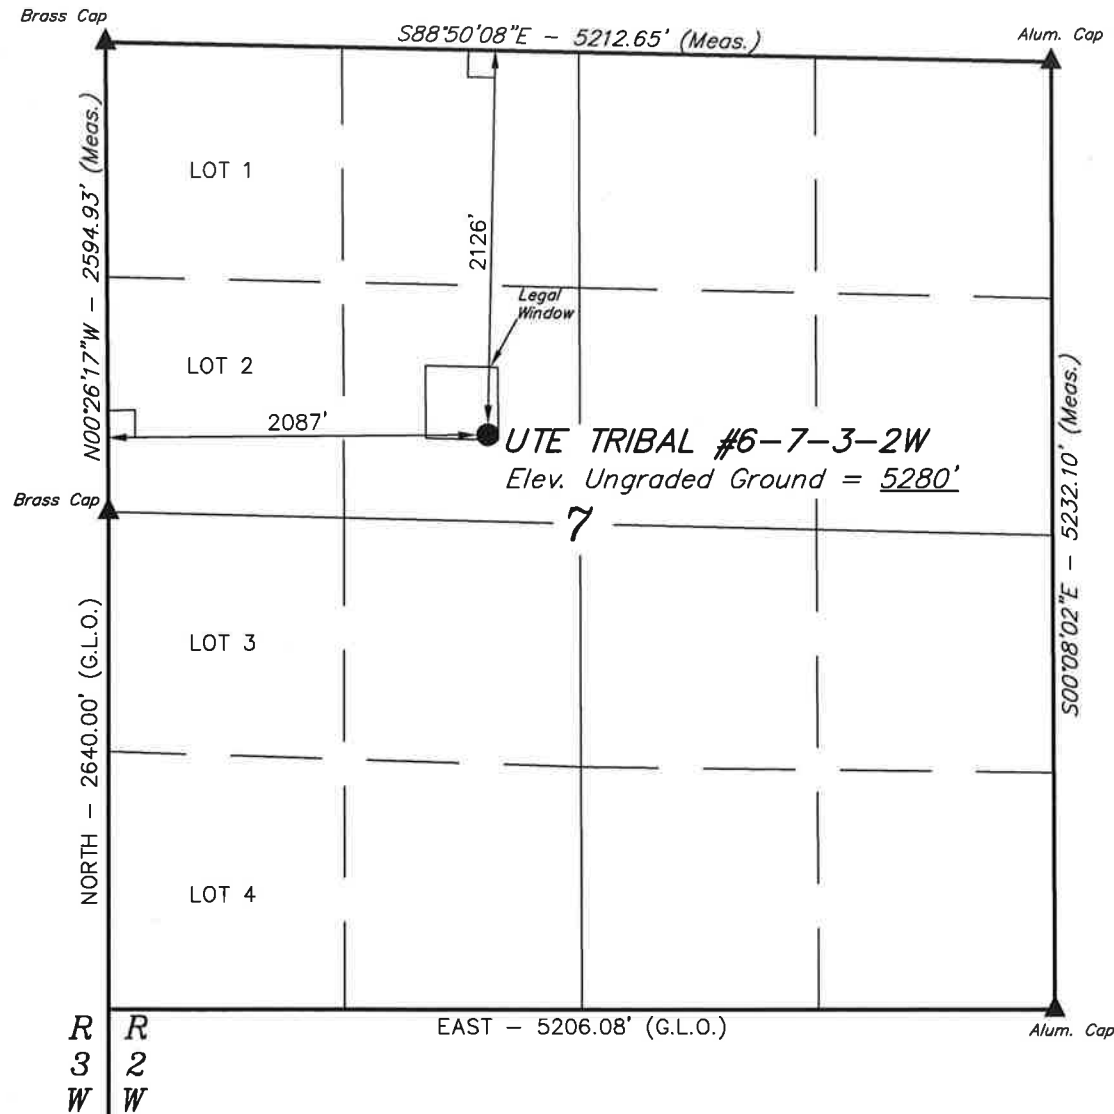 Brass Cap
S88°50'08"E – 5212.65' (Meas.)
Alum. Cap
N00°26'17"W – 2594.93' (Meas.)
LOT 1
2126'
Legal
Window
LOT 2
2087'
UTE TRIBAL #6–7–3–2W
Elev. Ungraded Ground = 5280'
Brass Cap
7
S00°08'02"E – 5232.10' (Meas.)
NORTH – 2640.00' (G.L.O.)
LOT 3
LOT 4
EAST – 5206.08' (G.L.O.)
Alum. Cap
R R
3 2
W W